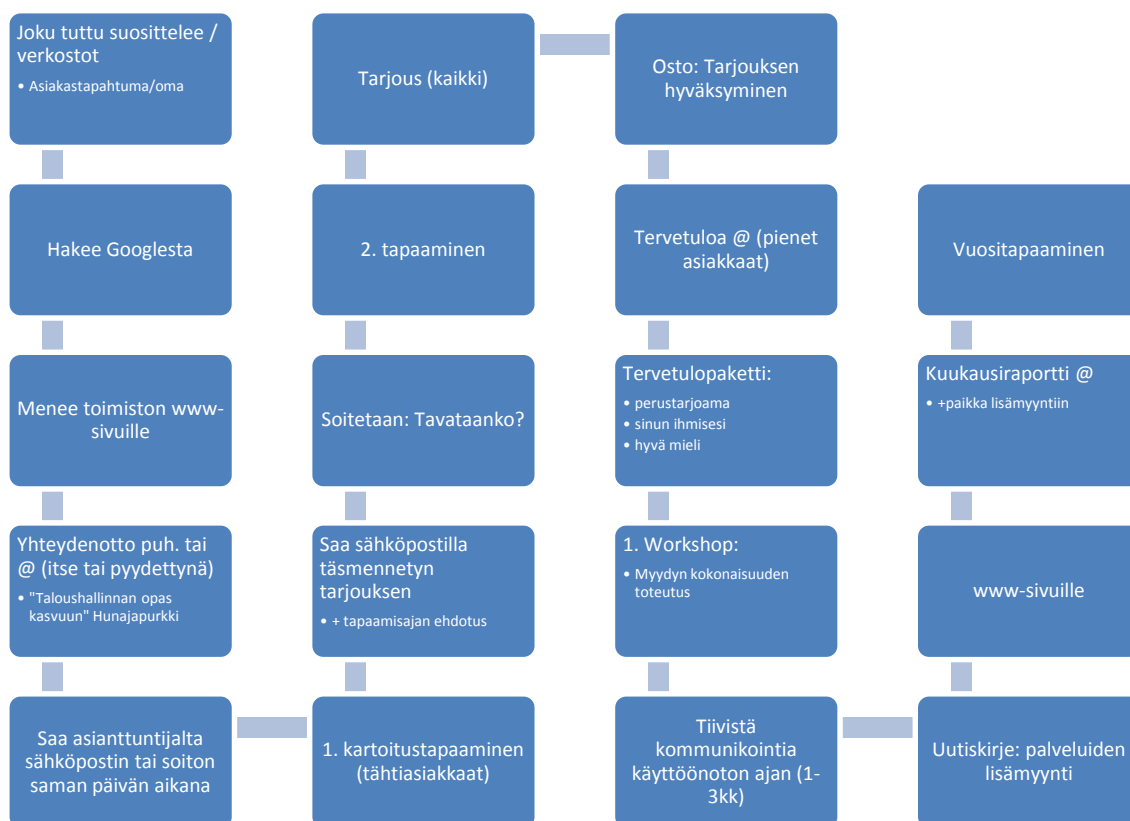 Joku tuttu suosittelee /
verkostot
• Asiakastapahtuma/oma
Hakee Googlesta
Menee toimiston www-
sivuille
Yhteydenotto puh. tai
@ (itse tai pyydettynä)
• "Taloushallinnan opas
kasvuun" Hunajapurkki
Saa asianttuntijalta
sähköpostin tai soiton
saman päivän aikana
1. kartoitustapaaminen
(tähtiasiakkaat)
Saa sähköpostilla
täsmennetyn
tarjouksen
• + tapaamisajan ehdotus
Soitetaan: Tavataanko?
2. tapaaminen
Tarjous (kaikki)
Osto: Tarjouksen
hyväksyminen
Tervetuloa @ (pienet
asiakkaat)
Tervetulopaketti:
• perustarjoama
• sinun ihmisesi
• hyvä mieli
1. Workshop:
• Myydyn kokonaisuuden
toteutus
Tiivistä
kommunikointia
käyttöönoton ajan (1-
3kk)
Uutiskirje: palveluiden
lisämyynti
www-sivuille
Kuukausiraportti @
• +paikka lisämyyntiin
Vuositapaaminen